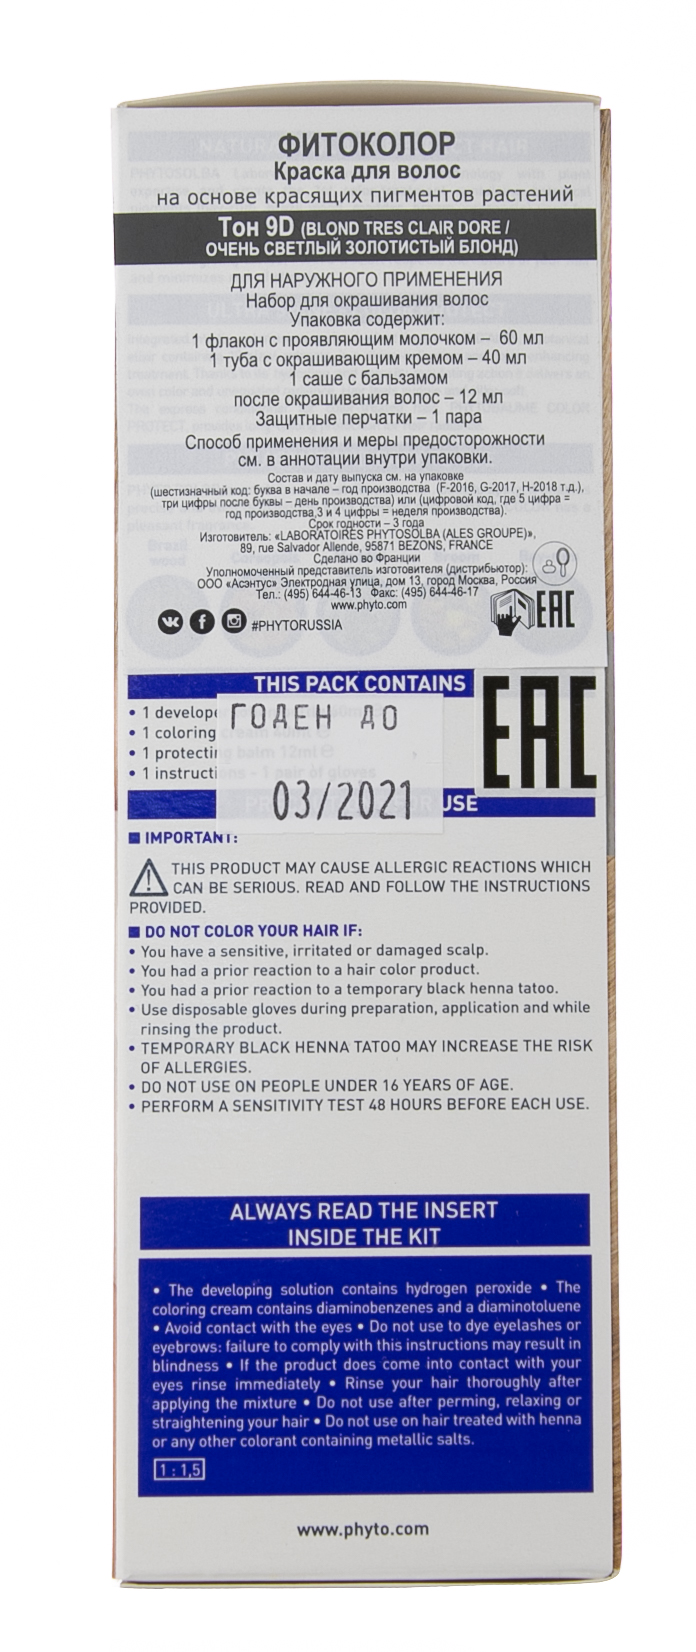 ФИТОКОЛОР
Краска для волос
на основе красящих пигментов растений
Тон 9D (BLOND TRES CLAIR DORE /
ОЧЕНЬ СВЕТЛЫЙ ЗОЛОТИСТЫЙ БЛОНД)
ДЛЯ НАРУЖНОГО ПРИМЕНЕНИЯ
Набор для окрашивания волос
Упаковка содержит:
1 флакон с проявляющим молочком – 60 мл
1 туба с окрашивающим кремом – 40 мл
1 саше с бальзамом
после окрашивания волос – 12 мл
Защитные перчатки – 1 пара
Способ применения и меры предосторожности
см. в аннотации внутри упаковки.
Состав и дату выпуска см. на упаковке
(шестизначный код: буква в начале – год производства (F-2016, G-2017, H-2018 т.д.),
три цифры после буквы – день производства) или (цифровой код, где 5 цифра =
год производства,3 и 4 цифры = неделя производства).
Срок годности – 3 года
Изготовитель: «LABORATOIRES PHYTOSOLBA (ALES GROUPE)»,
89, rue Salvador Allende, 95871 BEZONS, FRANCE
Сделано во Франции
Уполномоченный представитель изготовителя (дистрибьютор):
ООО «Асэнтус» Электродная улица, дом 13, город Москва, Россия
Тел.: (495) 644-46-13 Факс: (495) 644-46-17
www.phyto.com
#PHYTORUSSIA
EAC
THIS PACK CONTAINS
• 1 develope
• 1 coloring cream 40ml
• 1 protecting balm 12ml
• 1 instructions - 1 pair of gloves
ГОДЕН ДО
03/2021
EAC
USE
IMPORTANT:
THIS PRODUCT MAY CAUSE ALLERGIC REACTIONS WHICH
CAN BE SERIOUS. READ AND FOLLOW THE INSTRUCTIONS
PROVIDED.
DO NOT COLOR YOUR HAIR IF:
• You have a sensitive, irritated or damaged scalp.
• You had a prior reaction to a hair color product.
• You had a prior reaction to a temporary black henna tatoo.
• Use disposable gloves during preparation, application and while
rinsing the product.
• TEMPORARY BLACK HENNA TATOO MAY INCREASE THE RISK
OF ALLERGIES.
• DO NOT USE ON PEOPLE UNDER 16 YEARS OF AGE.
• PERFORM A SENSITIVITY TEST 48 HOURS BEFORE EACH USE.
ALWAYS READ THE INSERT
INSIDE THE KIT
• The developing solution contains hydrogen peroxide • The
coloring cream contains diaminobenzenes and a diaminotoluene
• Avoid contact with the eyes • Do not use to dye eyelashes or
eyebrows: failure to comply with this instructions may result in
blindness • If the product does come into contact with your
eyes rinse immediately • Rinse your hair thoroughly after
applying the mixture • Do not use after perming, relaxing or
straightening your hair • Do not use on hair treated with henna
or any other colorant containing metallic salts.
1 : 1,5
www.phyto.com